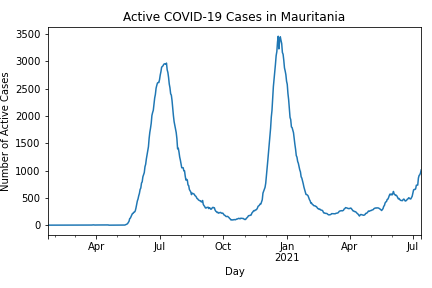 Active COVID-19 Cases in Mauritania
Number of Active Cases
3500
3000
2500
2000
1500
1000
500
0
Apr
Jul
Oct
Jan
2021
Apr
Jul
Day